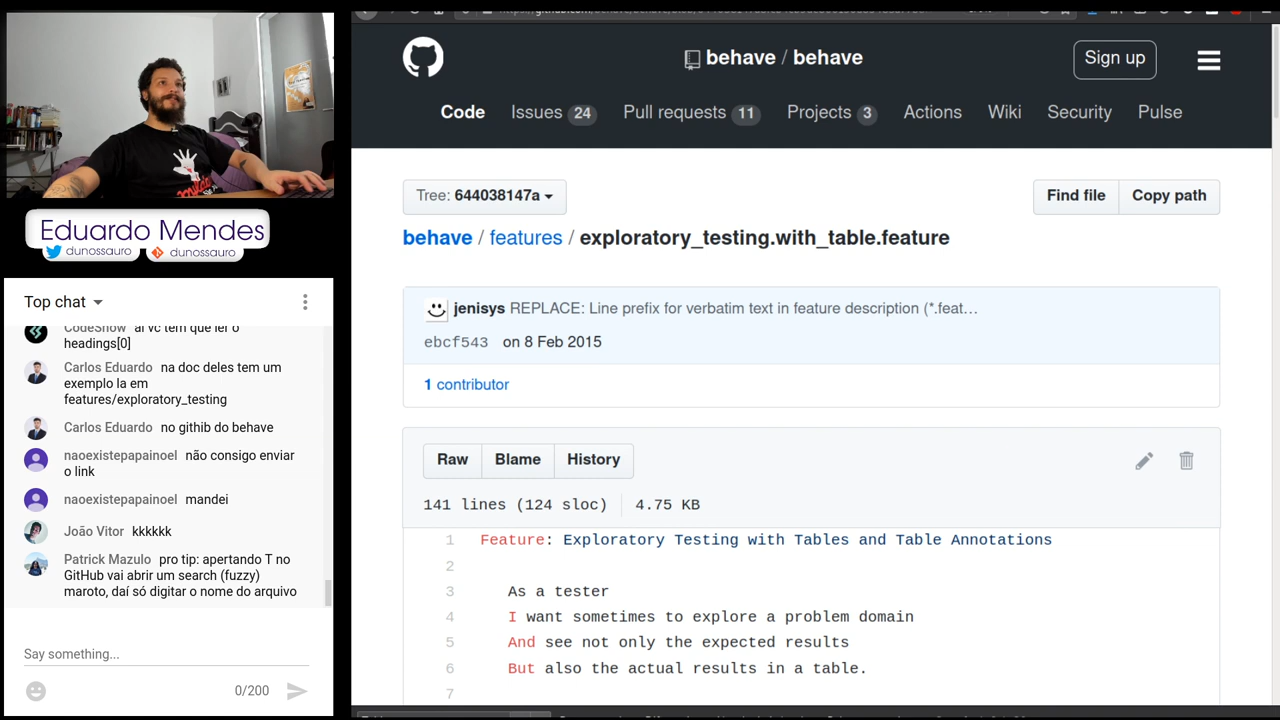 behave / behave
Sign up
Code
Issues 24
Pull requests 11
Projects 3
Actions
Wiki
Security
Pulse
Tree: 644038147a
Find file
Copy path
behave / features / exploratory_testing.with_table.feature
jenisys REPLACE: Line prefix for verbatim text in feature description (*.feat…
ebcf543 on 8 Feb 2015
1 contributor
Raw
Blame
History
141 lines (124 sloc)
4.75 KB
1 Feature: Exploratory Testing with Tables and Table Annotations
2
3 As a tester
4 I want sometimes to explore a problem domain
5 And see not only the expected results
6 But also the actual results in a table.
7
Eduardo Mendes
dunossauro
dunossauro
Top chat
CodeShow ai vc tem que ler o
headings[0]
Carlos Eduardo na doc deles tem um
exemplo la em
features/exploratory_testing
Carlos Eduardo no githib do behave
naoexistepapainoel não consigo enviar
o link
naoexistepapainoel mandei
João Vitor kkkkkk
Patrick Mazulo pro tip: apertando T no
GitHub vai abrir um search (fuzzy)
maroto, daí só digitar o nome do arquivo
Say something...
0/200